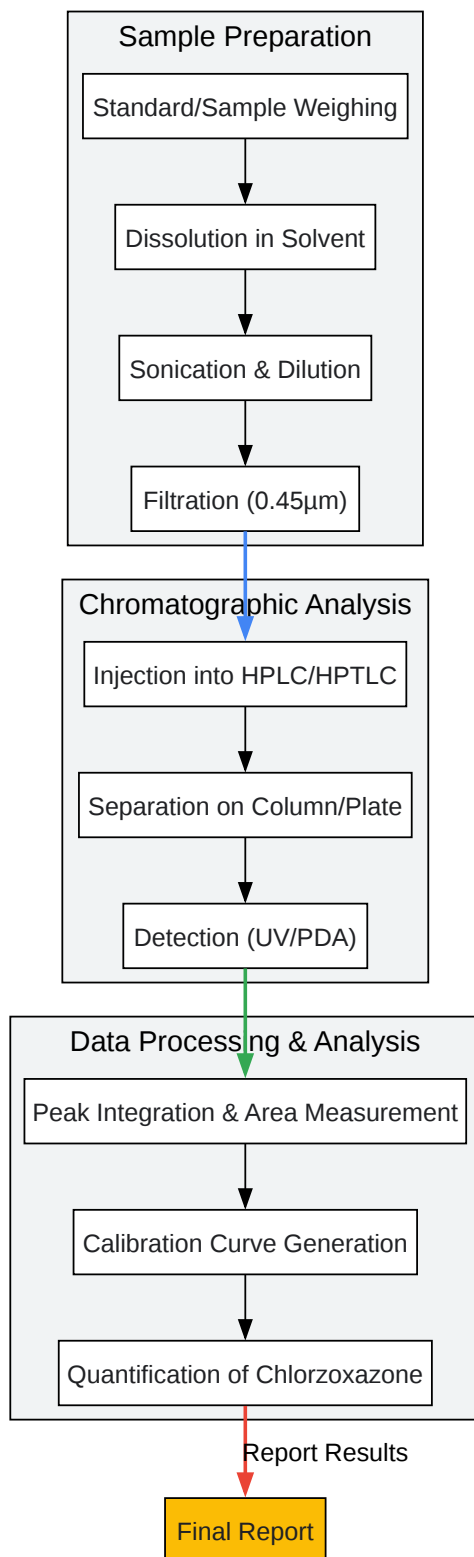 Sample Preparation
Standard/Sample Weighing
Dissolution in Solvent
Sonication & Dilution
Filtration (0.45µm)
Chromatographic Analysis
Injection into HPLC/HPTLC
Separation on Column/Plate
Detection (UV/PDA)
Data Processing & Analysis
Peak Integration & Area Measurement
Calibration Curve Generation
Quantification of Chlorzoxazone
Report Results
Final Report